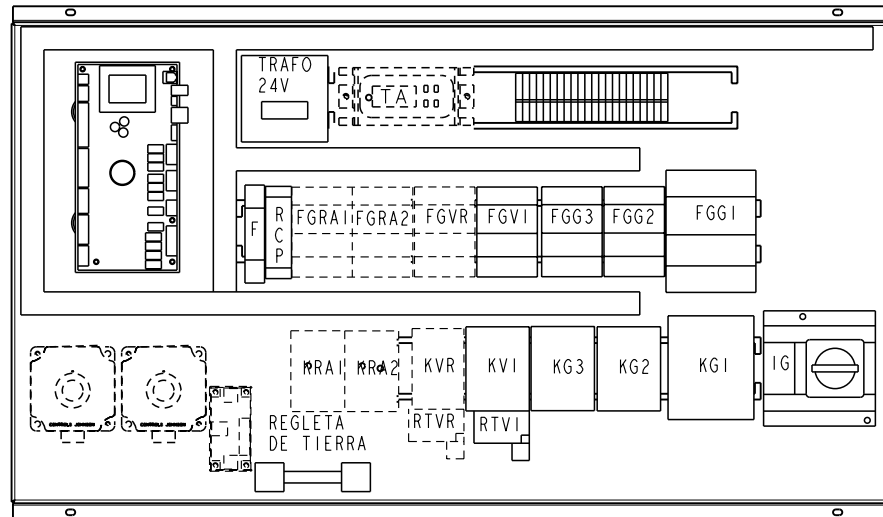 TRAFO
24V
TA
F
RCP
FGRA1
FGRA2
FGVR
FGV1
FGG3
FGG2
FGG1
KRA1
KRA2
KVR
KV1
KG3
KG2
KG1
IG
RTVR
RTV1
REGLETA
DE TIERRA